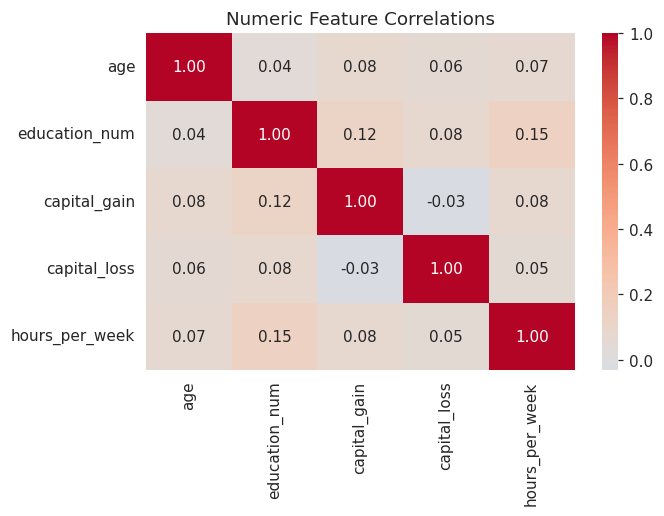 Numeric Feature Correlations
age 1.00 0.04 0.08 0.06 0.07
education_num 0.04 1.00 0.12 0.08 0.15
capital_gain 0.08 0.12 1.00 -0.03 0.08
capital_loss 0.06 0.08 -0.03 1.00 0.05
hours_per_week 0.07 0.15 0.08 0.05 1.00
age education_num capital_gain capital_loss hours_per_week
1.0
0.8
0.6
0.4
0.2
0.0